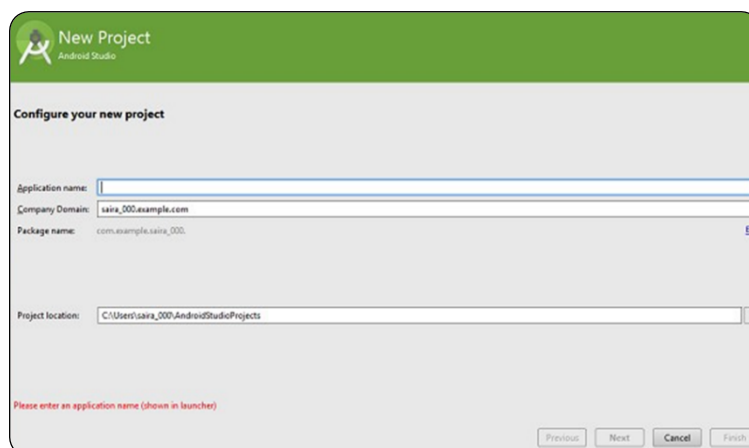 New Project
Android Studio
Configure your new project
Application name:
Company Domain: saira_000.example.com
Package name: com.example.saira_000.
Project location: C:\Users\saira_000\AndroidStudioProjects
Please enter an application name (shown in launcher)
Previous Next Cancel Finish